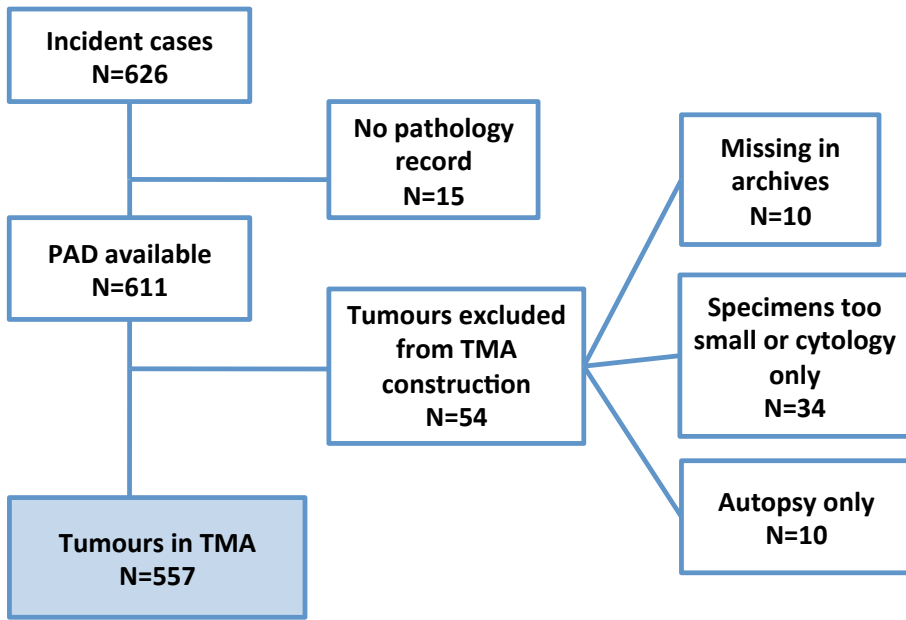 Incident cases
N=626
No pathology
record
N=15
Missing in
archives
N=10
PAD available
N=611
Tumours excluded
from TMA
construction
N=54
Specimens too
small or cytology
only
N=34
Autopsy only
N=10
Tumours in TMA
N=557